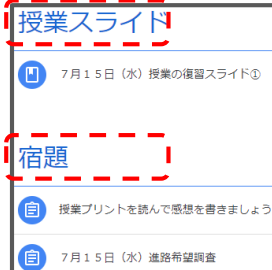 授業スライド
7月15日（水）授業の復習スライド①
宿題
授業プリントを読んで感想を書きましょう
7月15日（水）進路希望調査